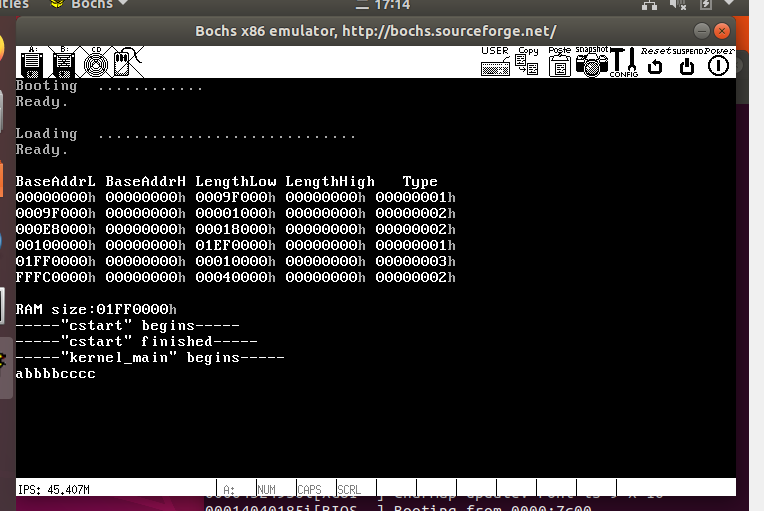 ities Bochs 17:14
Bochs x86 emulator, http://bochs.sourceforge.net/
A: B: CD USER Copy Paste snapshot CONFIG Reset SUSPEND Power
Booting ............
Ready.
Loading .............................
Ready.
BaseAddrL BaseAddrH LengthLow LengthHigh Type
00000000h 00000000h 0009F000h 00000000h 00000001h
0009F000h 00000000h 00001000h 00000000h 00000002h
000E8000h 00000000h 00018000h 00000000h 00000002h
00100000h 00000000h 01EF0000h 00000000h 00000001h
01FF0000h 00000000h 00010000h 00000000h 00000003h
FFFC0000h 00000000h 00040000h 00000000h 00000002h
RAM size:01FF0000h
-----"cstart" begins-----
-----"cstart" finished-----
-----"kernel_main" begins-----
abbbbcccc
IPS: 45.407M A: NUM CAPS SCRL
00014040185i[BIOS ] Booting from 0000:7c00